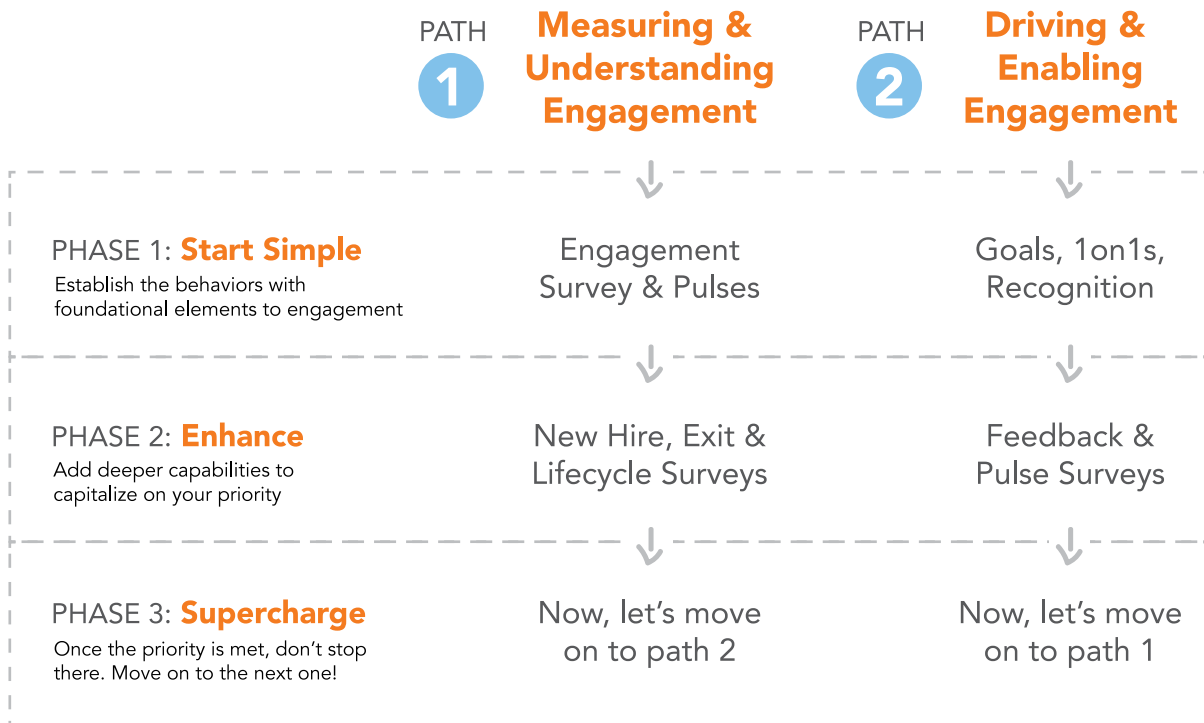 PATH
1
Measuring &
Understanding
Engagement
PATH
2
Driving &
Enabling
Engagement
PHASE 1: Start Simple
Establish the behaviors with
foundational elements to engagement
Engagement
Survey & Pulses
Goals, 1on1s,
Recognition
PHASE 2: Enhance
Add deeper capabilities to
capitalize on your priority
New Hire, Exit &
Lifecycle Surveys
Feedback &
Pulse Surveys
PHASE 3: Supercharge
Once the priority is met, don’t stop
there. Move on to the next one!
Now, let’s move
on to path 2
Now, let’s move
on to path 1